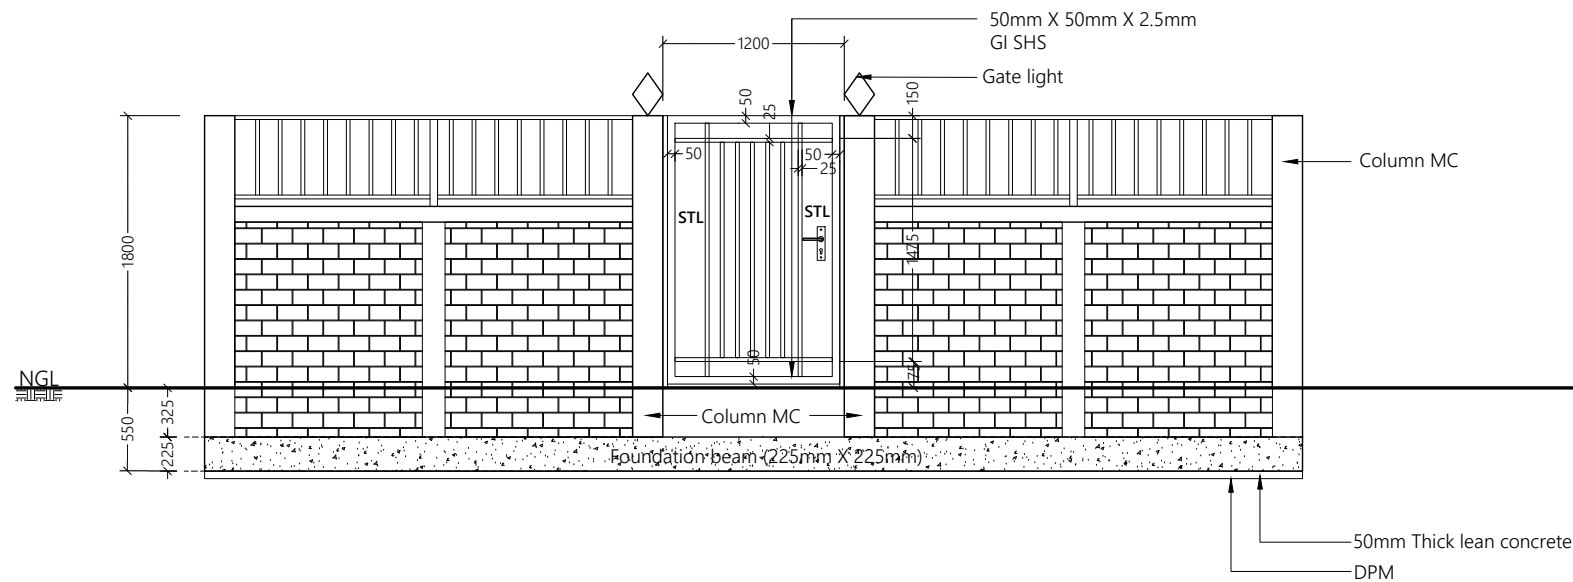 50mm X 50mm X 2.5mm
GI SHS
1200
Gate light
50
25
150
50
50
25
Column MC
STL
STL
1800
1475
50
75
NGL
325
550
225
Column MC
Foundation beam (225mm X 225mm)
50mm Thick lean concrete
DPM